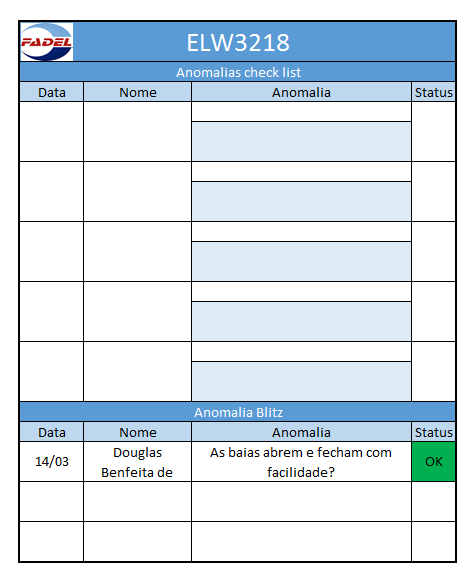 FADEL
ELW3218
Anomalias check list
Data Nome Anomalia Status
Anomalia Blitz
Data Nome Anomalia Status
14/03 Douglas Benfeita de As baias abrem e fecham com facilidade? OK